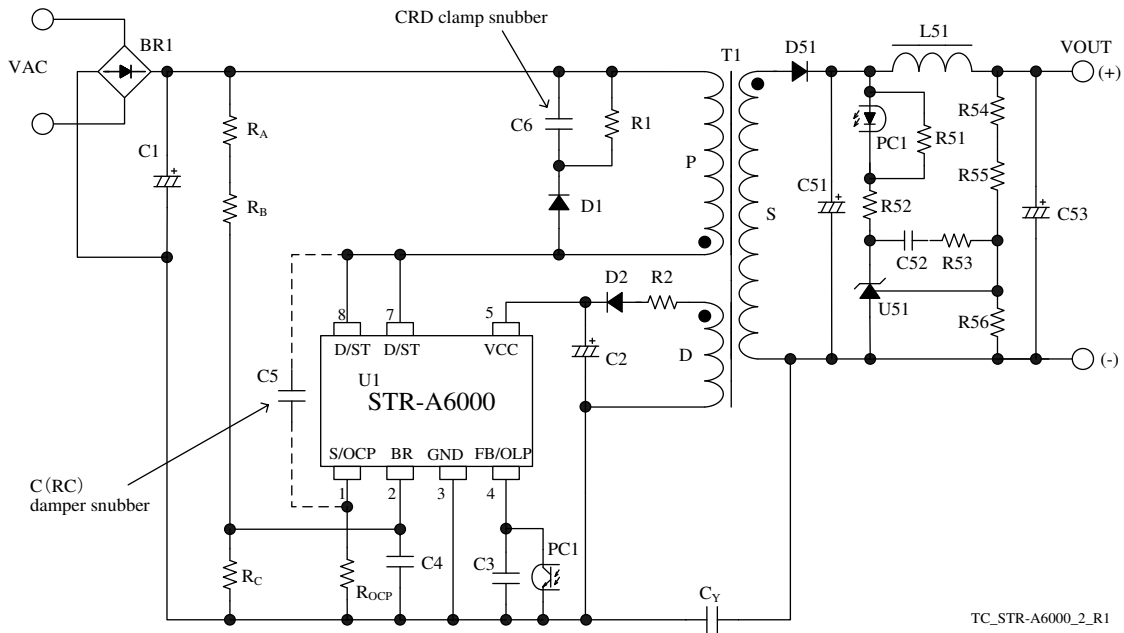 CRD clamp snubber
VAC
BR1
C1
RA
RB
C6
R1
D1
T1
P
S
D51
L51
VOUT
(+)
PC1
R51
R54
R55
C51
R52
C53
C52
R53
U51
R56
(-)
D2
R2
C2
D
8
7
5
D/ST
D/ST
VCC
C5
U1
STR-A6000
S/OCP
BR
GND
FB/OLP
1
2
3
4
C(RC)
damper snubber
RC
ROCP
C4
C3
PC1
CY
TC_STR-A6000_2_R1